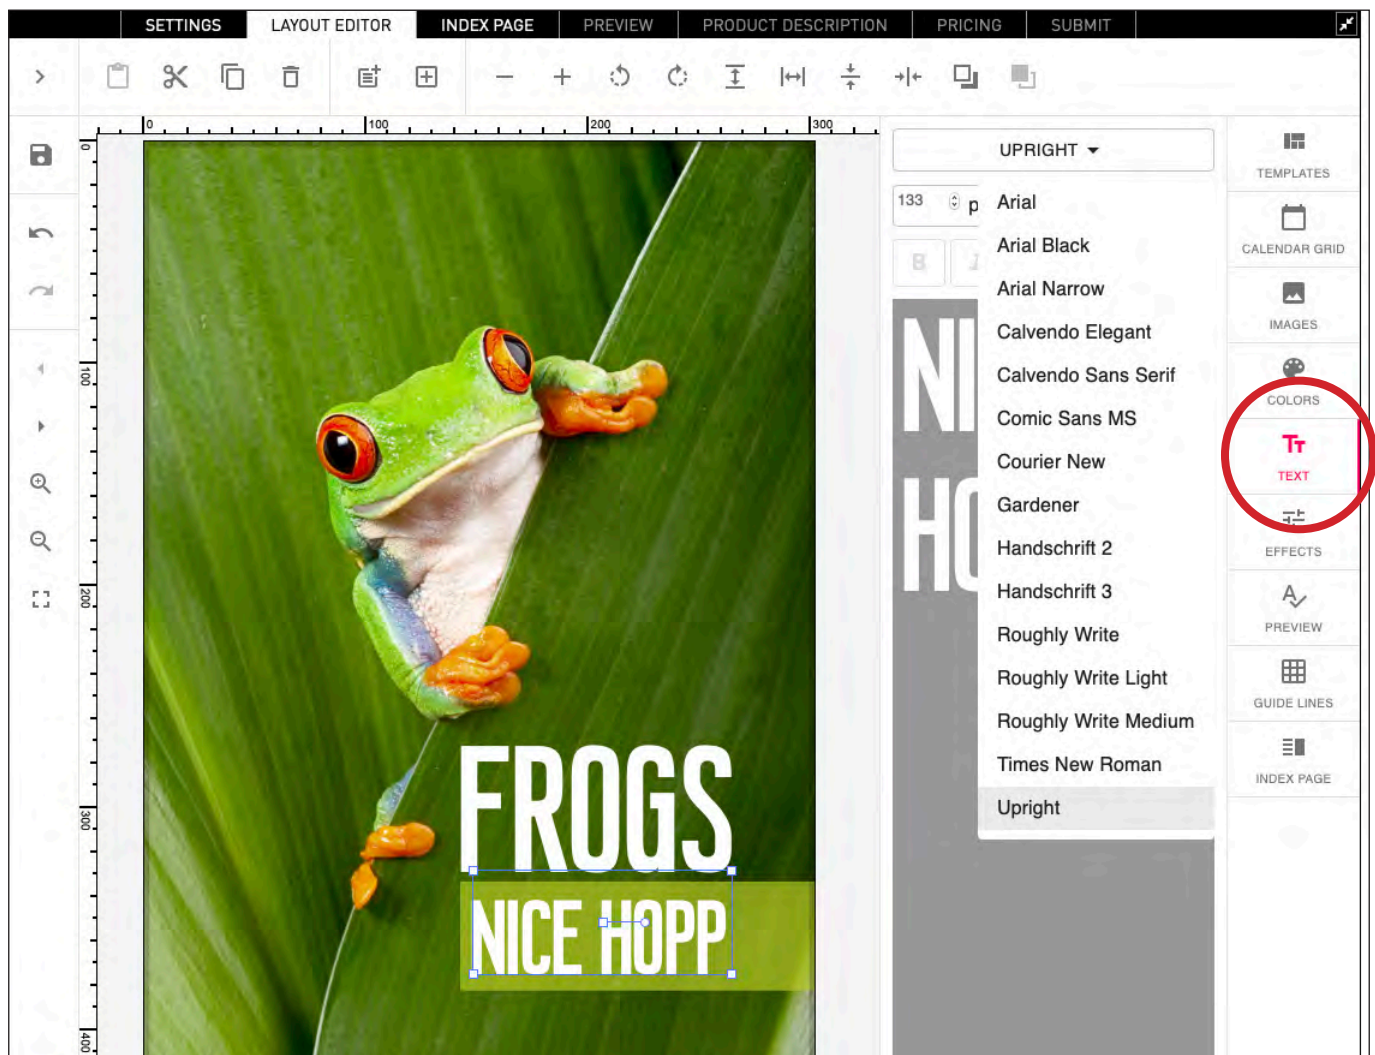 SETTINGS LAYOUT EDITOR INDEX PAGE PREVIEW PRODUCT DESCRIPTION PRICING SUBMIT
0 100 200 300
0
100
200
300
400
FROGS
NICE HOPP
UPRIGHT
133 p
B
NI
HO
Arial
Arial Black
Arial Narrow
Calvendo Elegant
Calvendo Sans Serif
Comic Sans MS
Courier New
Gardener
Handschrift 2
Handschrift 3
Roughly Write
Roughly Write Light
Roughly Write Medium
Times New Roman
Upright
TEMPLATES
CALENDAR GRID
IMAGES
COLORS
TT
TEXT
EFFECTS
PREVIEW
GUIDE LINES
INDEX PAGE